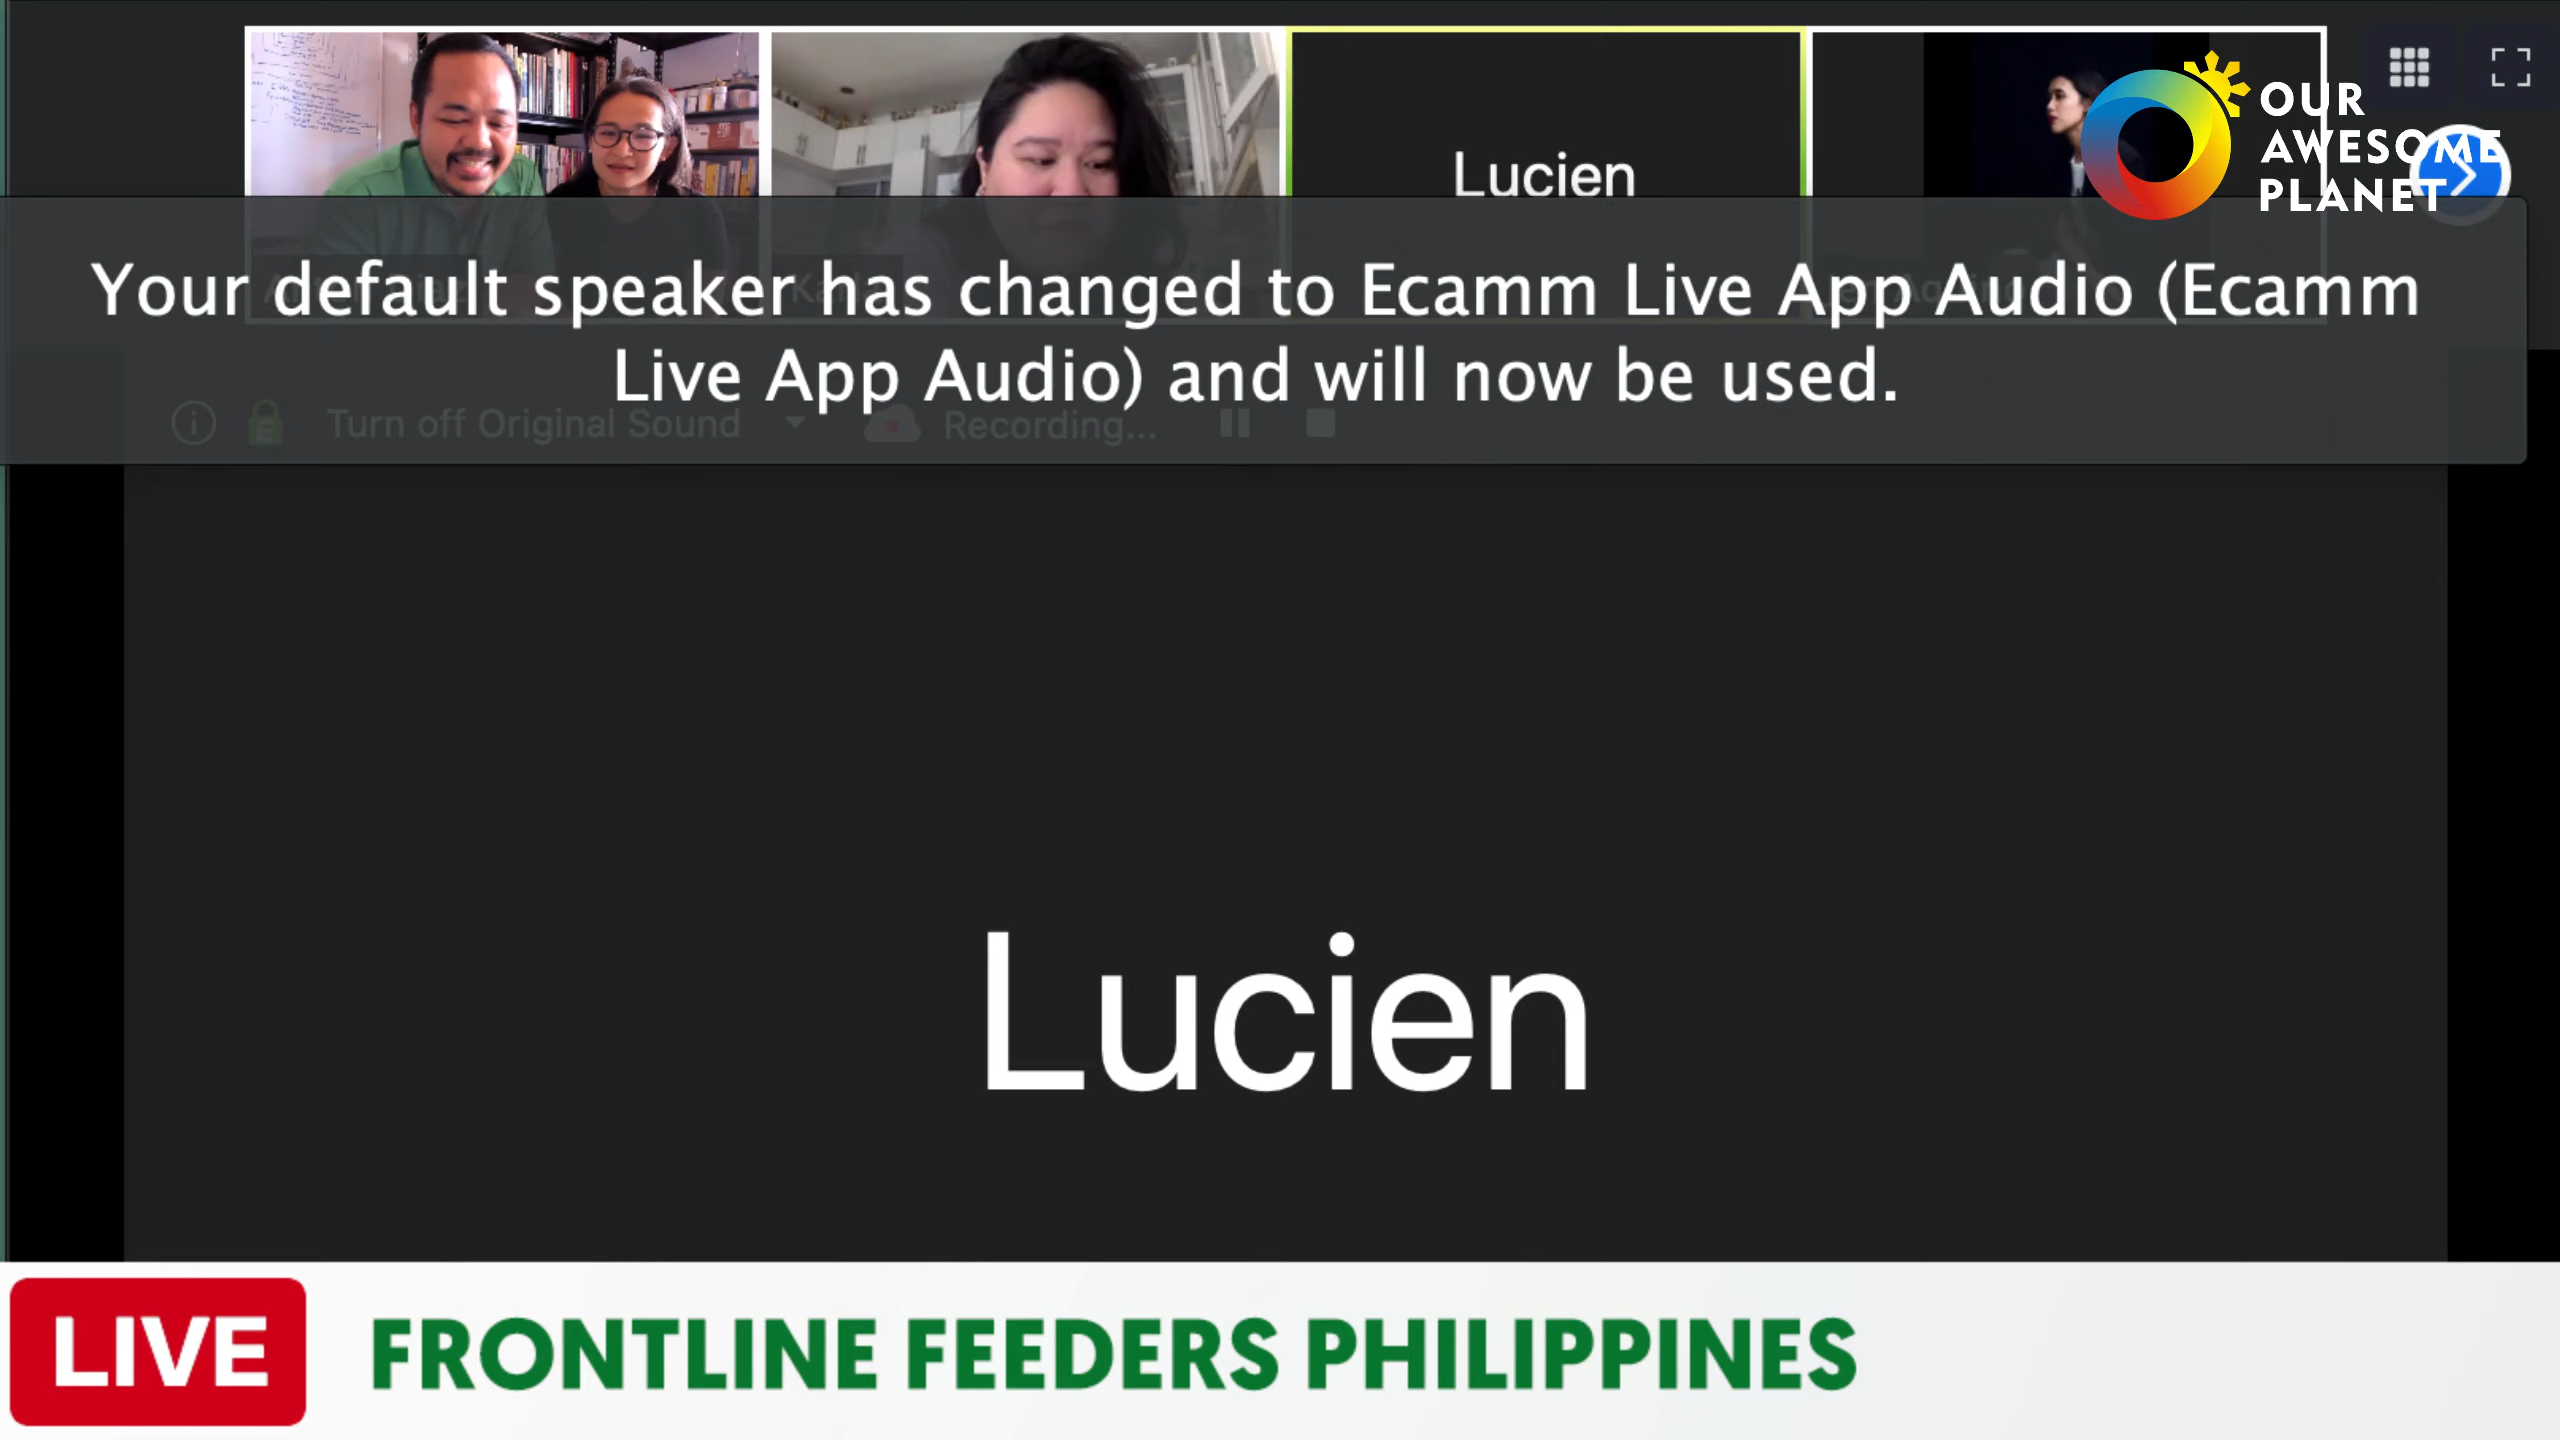 Lucien
OUR
AWESOME
PLANET
Your default speaker has changed to Ecamm Live App Audio (Ecamm
Live App Audio) and will now be used.
Turn off Original Sound
Recording...
Lucien
LIVE
FRONTLINE FEEDERS PHILIPPINES